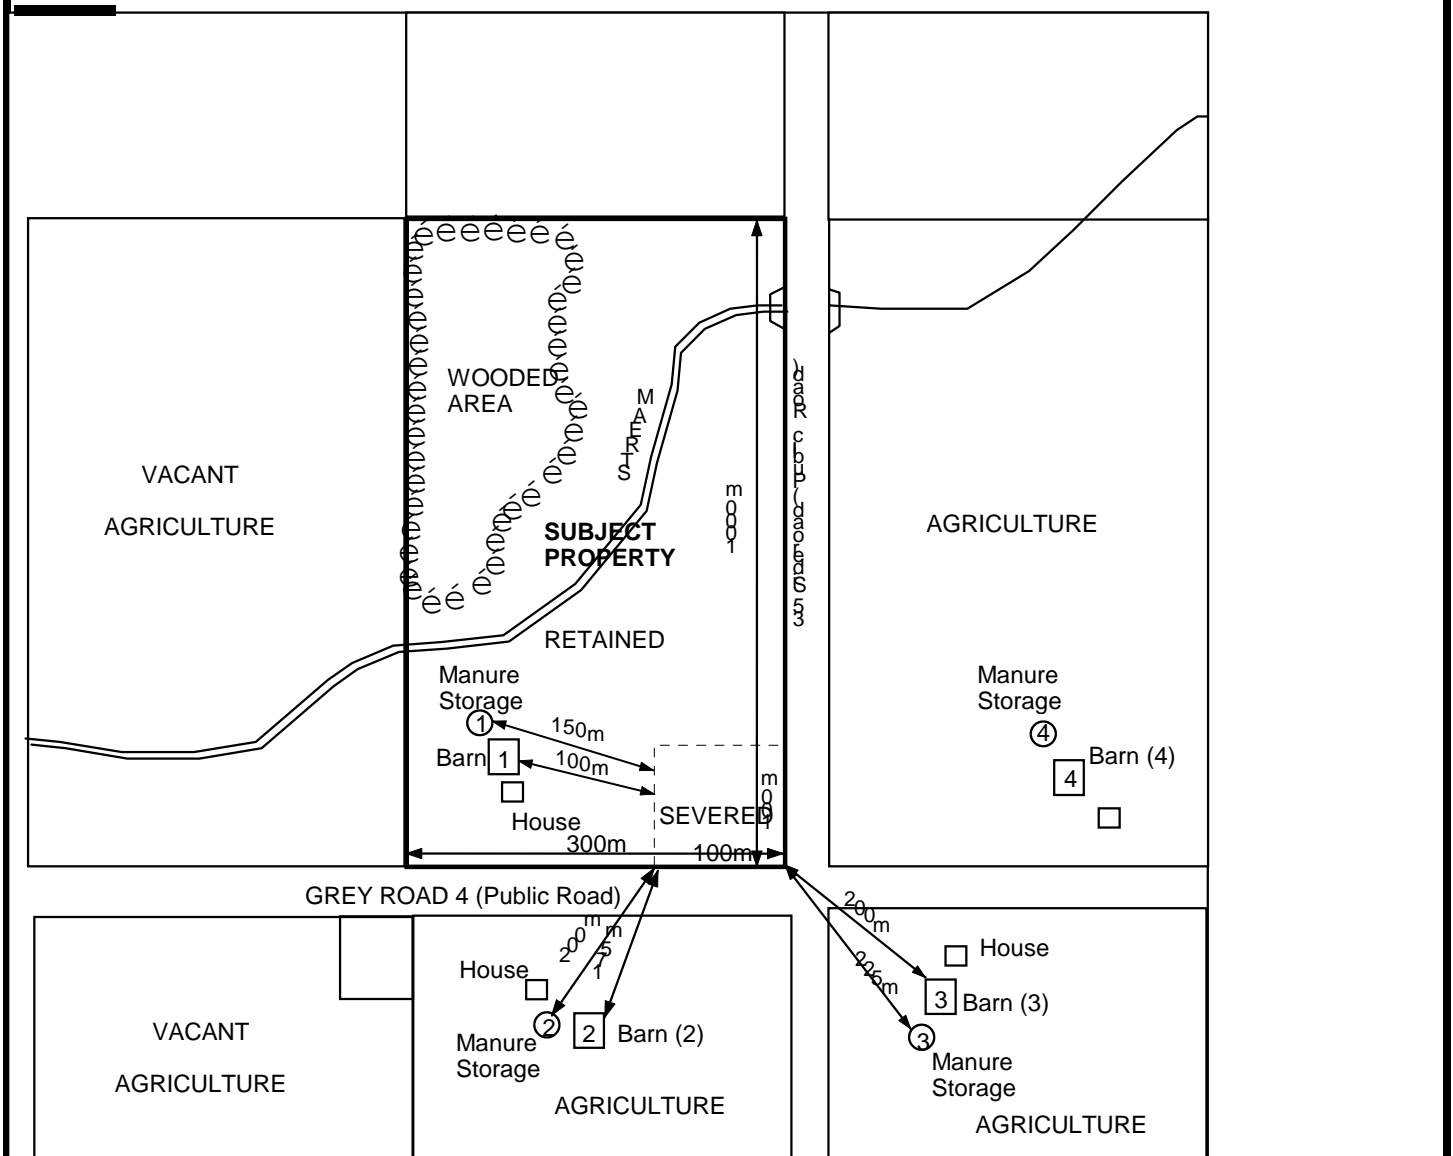 WOODED
AREA
STREAM
VACANT
AGRICULTURE
SUBJECT
PROPERTY
1000m
35 Sideroad (Public Road)
AGRICULTURE
RETAINED
Manure
Storage
1
150m
Barn 1
100m
House
SEVERED
100m
300m
100m
Manure
Storage
4
Barn (4)
4
GREY ROAD 4 (Public Road)
200m
175m
200m
225m
House
2
2
Barn (2)
Manure
Storage
AGRICULTURE
House
3
Barn (3)
3
Manure
Storage
AGRICULTURE
VACANT
AGRICULTURE